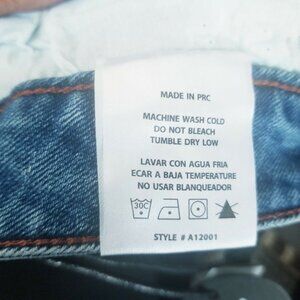 MADE IN PRC
MACHINE WASH COLD
DO NOT BLEACH
TUMBLE DRY LOW
LAVAR CON AGUA FRIA
ECAR A BAJA TEMPERATURE
NO USAR BLANQUEADOR
30C
STYLE # A12001